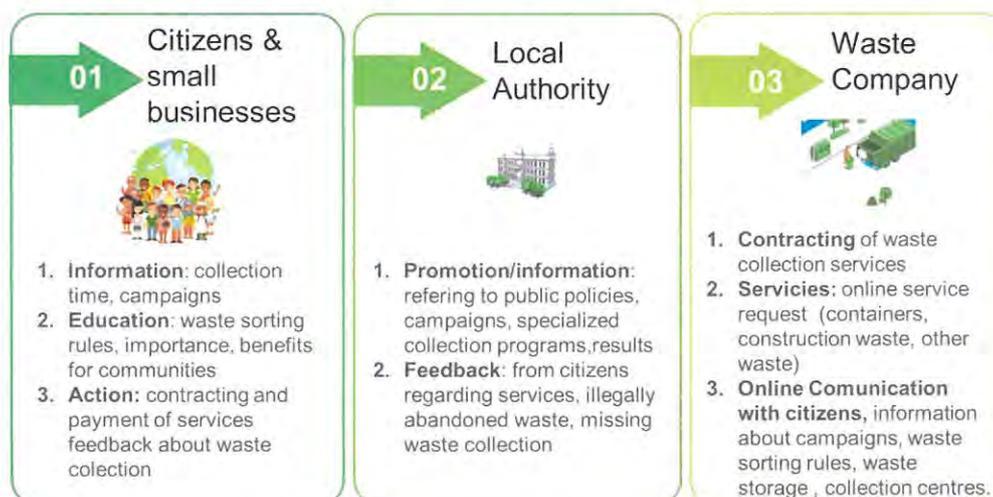 01
Citizens &
small
businesses
1. Information: collection
time, campaigns
2. Education: waste sorting
rules, importance, benefits
for communities
3. Action: contracting and
payment of services
feedback about waste
colection
02
Local
Authority
1. Promotion/information:
refering to public policies,
campaigns, specialized
collection programs,results
2. Feedback: from citizens
regarding services, illegally
abandoned waste, missing
waste collection
03
Waste
Company
1. Contracting of waste
collection services
2. Servicies: online service
request (containers,
construction waste, other
waste)
3. Online Comunication
with citizens, information
about campaigns, waste
sorting rules, waste
storage , collection centres.